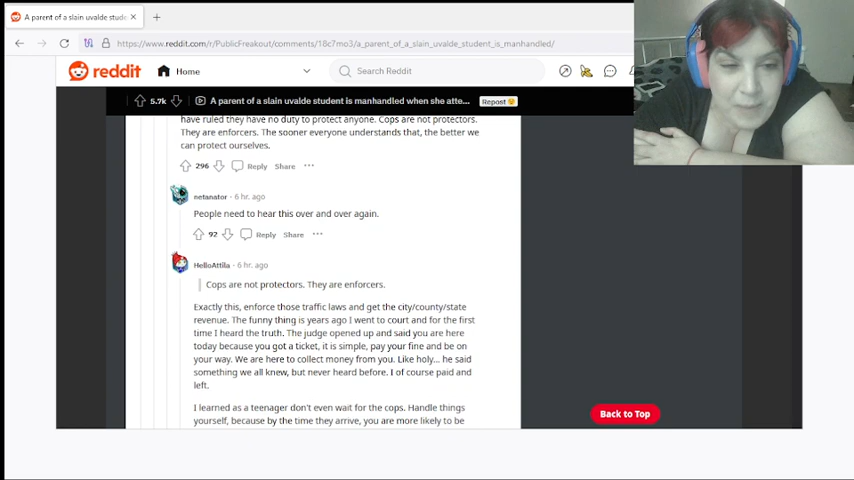 A parent of a slain uvalde stude
https://www.reddit.com/r/PublicFreakout/comments/18c7mo3/a_parent_of_a_slain_uvalde_student_is_manhandled/
reddit
Home
Search Reddit
5.7k
A parent of a slain uvalde student is manhandled when she atte...
Repost
have ruled they have no duty to protect anyone. Cops are not protectors.
They are enforcers. The sooner everyone understands that, the better we
can protect ourselves.
296 Reply Share
netanator · 6 hr. ago
People need to hear this over and over again.
92 Reply Share
HelloAttila · 6 hr. ago
Cops are not protectors. They are enforcers.
Exactly this, enforce those traffic laws and get the city/county/state
revenue. The funny thing is years ago I went to court and for the first
time I heard the truth. The judge opened up and said you are here
today because you got a ticket, it is simple, pay your fine and be on
your way. We are here to collect money from you. Like holy... he said
something we all knew, but never heard before. I of course paid and
left.
I learned as a teenager don't even wait for the cops. Handle things
yourself, because by the time they arrive, you are more likely to be
Back to Top